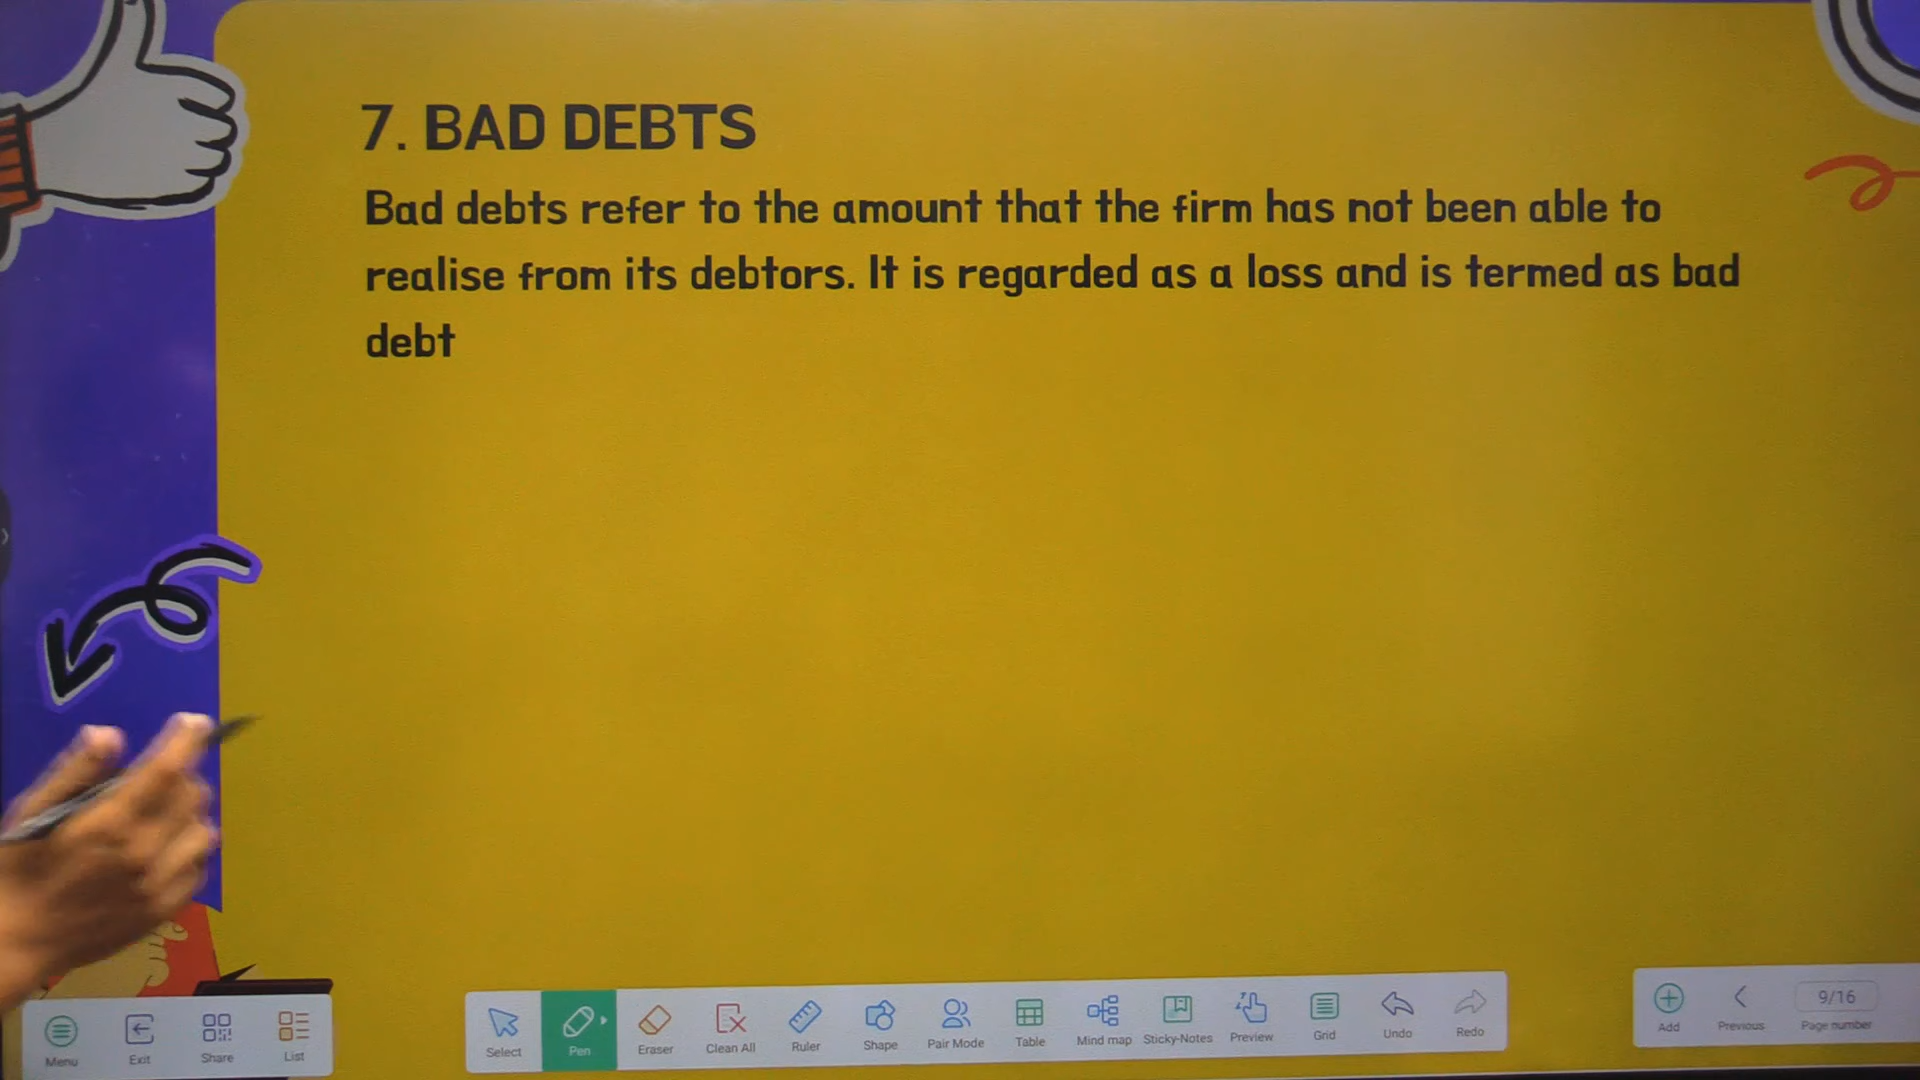 7. BAD DEBTS
Bad debts refer to the amount that the firm has not been able to
realise from its debtors. It is regarded as a loss and is termed as bad
debt
Menu
Exit
Share
List
Select
Pen
Eraser
Clean All
Ruler
Shape
Pair Mode
Table
Mind map
Sticky-Notes
Preview
Grid
Undo
Redo
Add
Previous
9/16
Page number